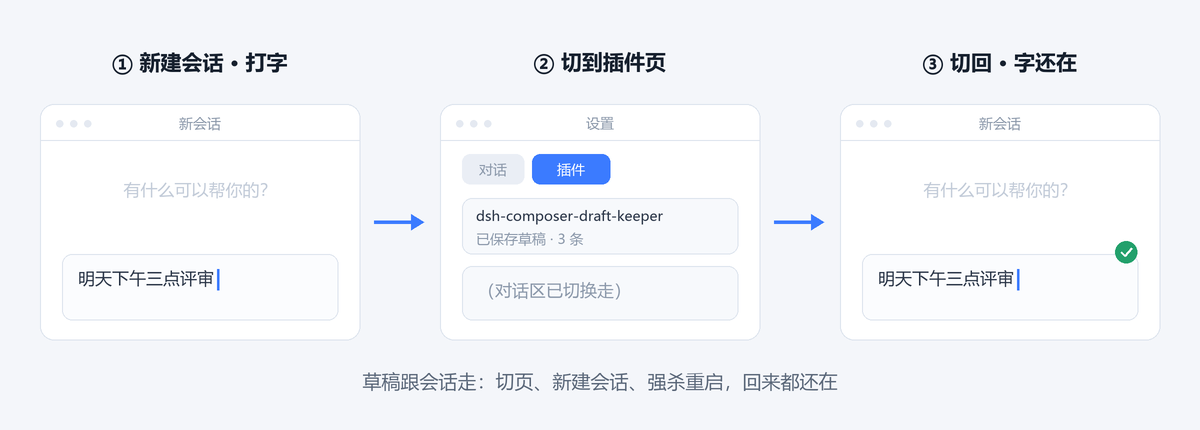 ① 新建会话·打字
② 切到插件页
③ 切回·字还在
新会话
有什么可以帮你的？
明天下午三点评审
设置
对话
插件
dsh-composer-draft-keeper
已保存草稿 · 3 条
（对话区已切换走）
新会话
有什么可以帮你的？
明天下午三点评审
草稿跟会话走：切页、新建会话、强杀重启，回来都还在